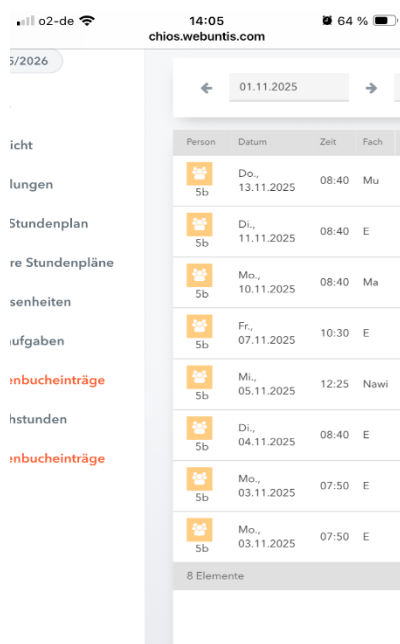 o2-de 14:05 64 %
chios.webuntis.com
5/2026
01.11.2025
icht
lungen
Stundenplan
re Stundenpläne
senheiten
ufgaben
enbucheinträge
hstunden
enbucheinträge
Person Datum Zeit Fach
5b Do., 13.11.2025 08:40 Mu
5b Di., 11.11.2025 08:40 E
5b Mo., 10.11.2025 08:40 Ma
5b Fr., 07.11.2025 10:30 E
5b Mi., 05.11.2025 12:25 Nawi
5b Di., 04.11.2025 08:40 E
5b Mo., 03.11.2025 07:50 E
5b Mo., 03.11.2025 07:50 E
8 Elemente